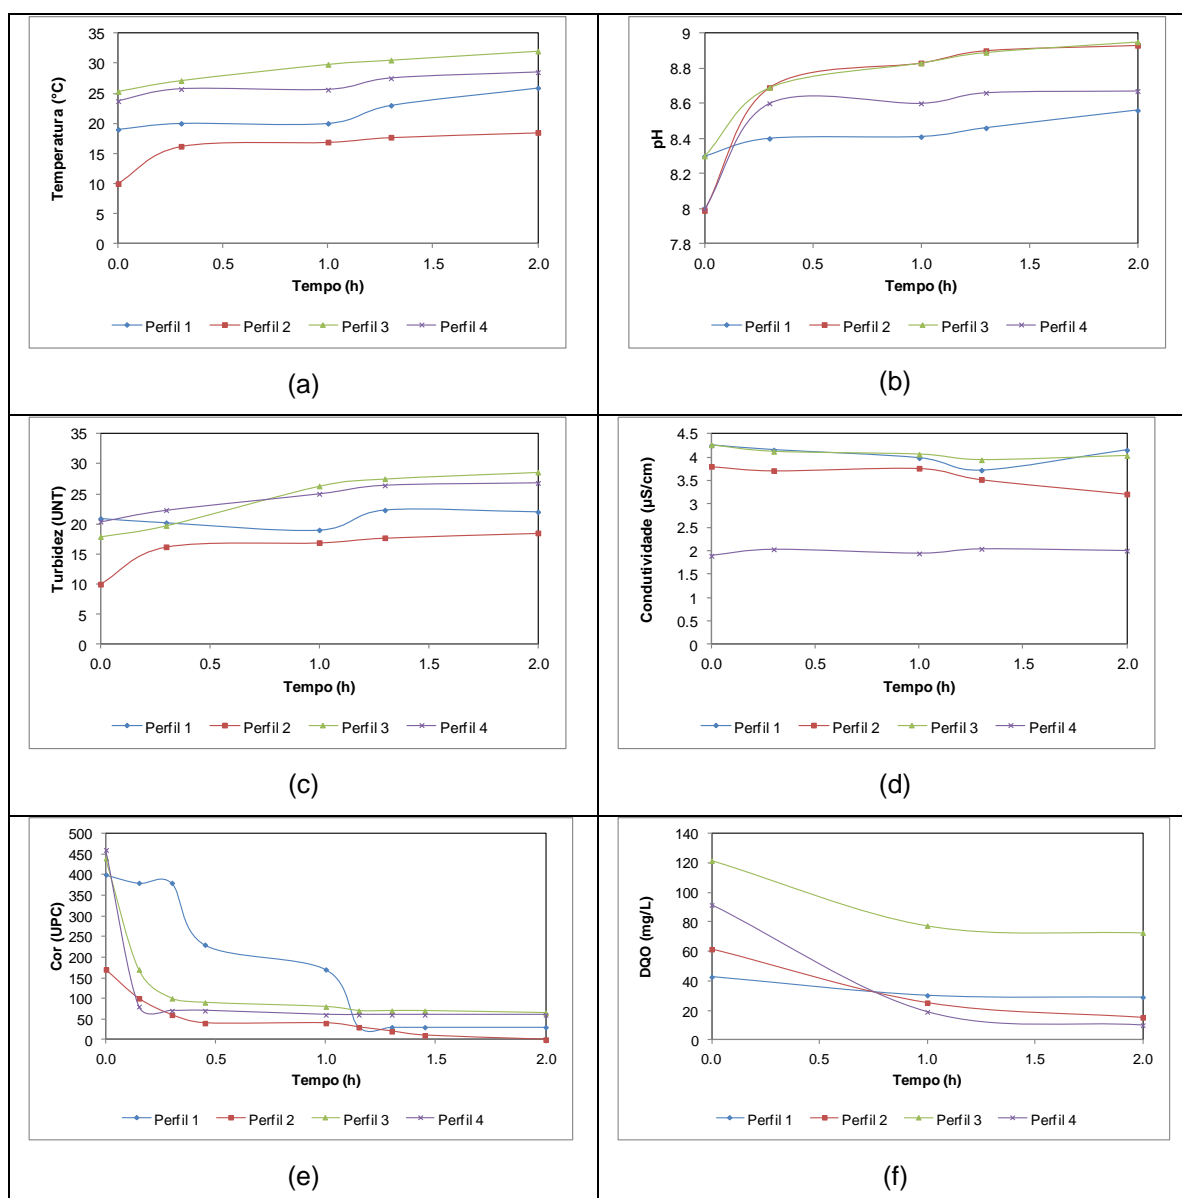 35
30
25
20
15
10
5
0
Temperatura (°C)
0.0 0.5 1.0 1.5 2.0
Tempo (h)
Perfil 1 Perfil 2 Perfil 3 Perfil 4
(a)
9
8.8
8.6
8.4
8.2
8
7.8
pH
0.0 0.5 1.0 1.5 2.0
Tempo (h)
Perfil 1 Perfil 2 Perfil 3 Perfil 4
(b)
35
30
25
20
15
10
5
0
Turbidez (UNT)
0.0 0.5 1.0 1.5 2.0
Tempo (h)
Perfil 1 Perfil 2 Perfil 3 Perfil 4
(c)
4.5
4
3.5
3
2.5
2
1.5
1
0.5
0
Condutividade (µS/cm)
0.0 0.5 1.0 1.5 2.0
Tempo (h)
Perfil 1 Perfil 2 Perfil 3 Perfil 4
(d)
500
450
400
350
300
250
200
150
100
50
0
Cor (UPC)
0.0 0.5 1.0 1.5 2.0
Tempo (h)
Perfil 1 Perfil 2 Perfil 3 Perfil 4
(e)
140
120
100
80
60
40
20
0
DQO (mg/L)
0.0 0.5 1.0 1.5 2.0
Tempo (h)
Perfil 1 Perfil 2 Perfil 3 Perfil 4
(f)